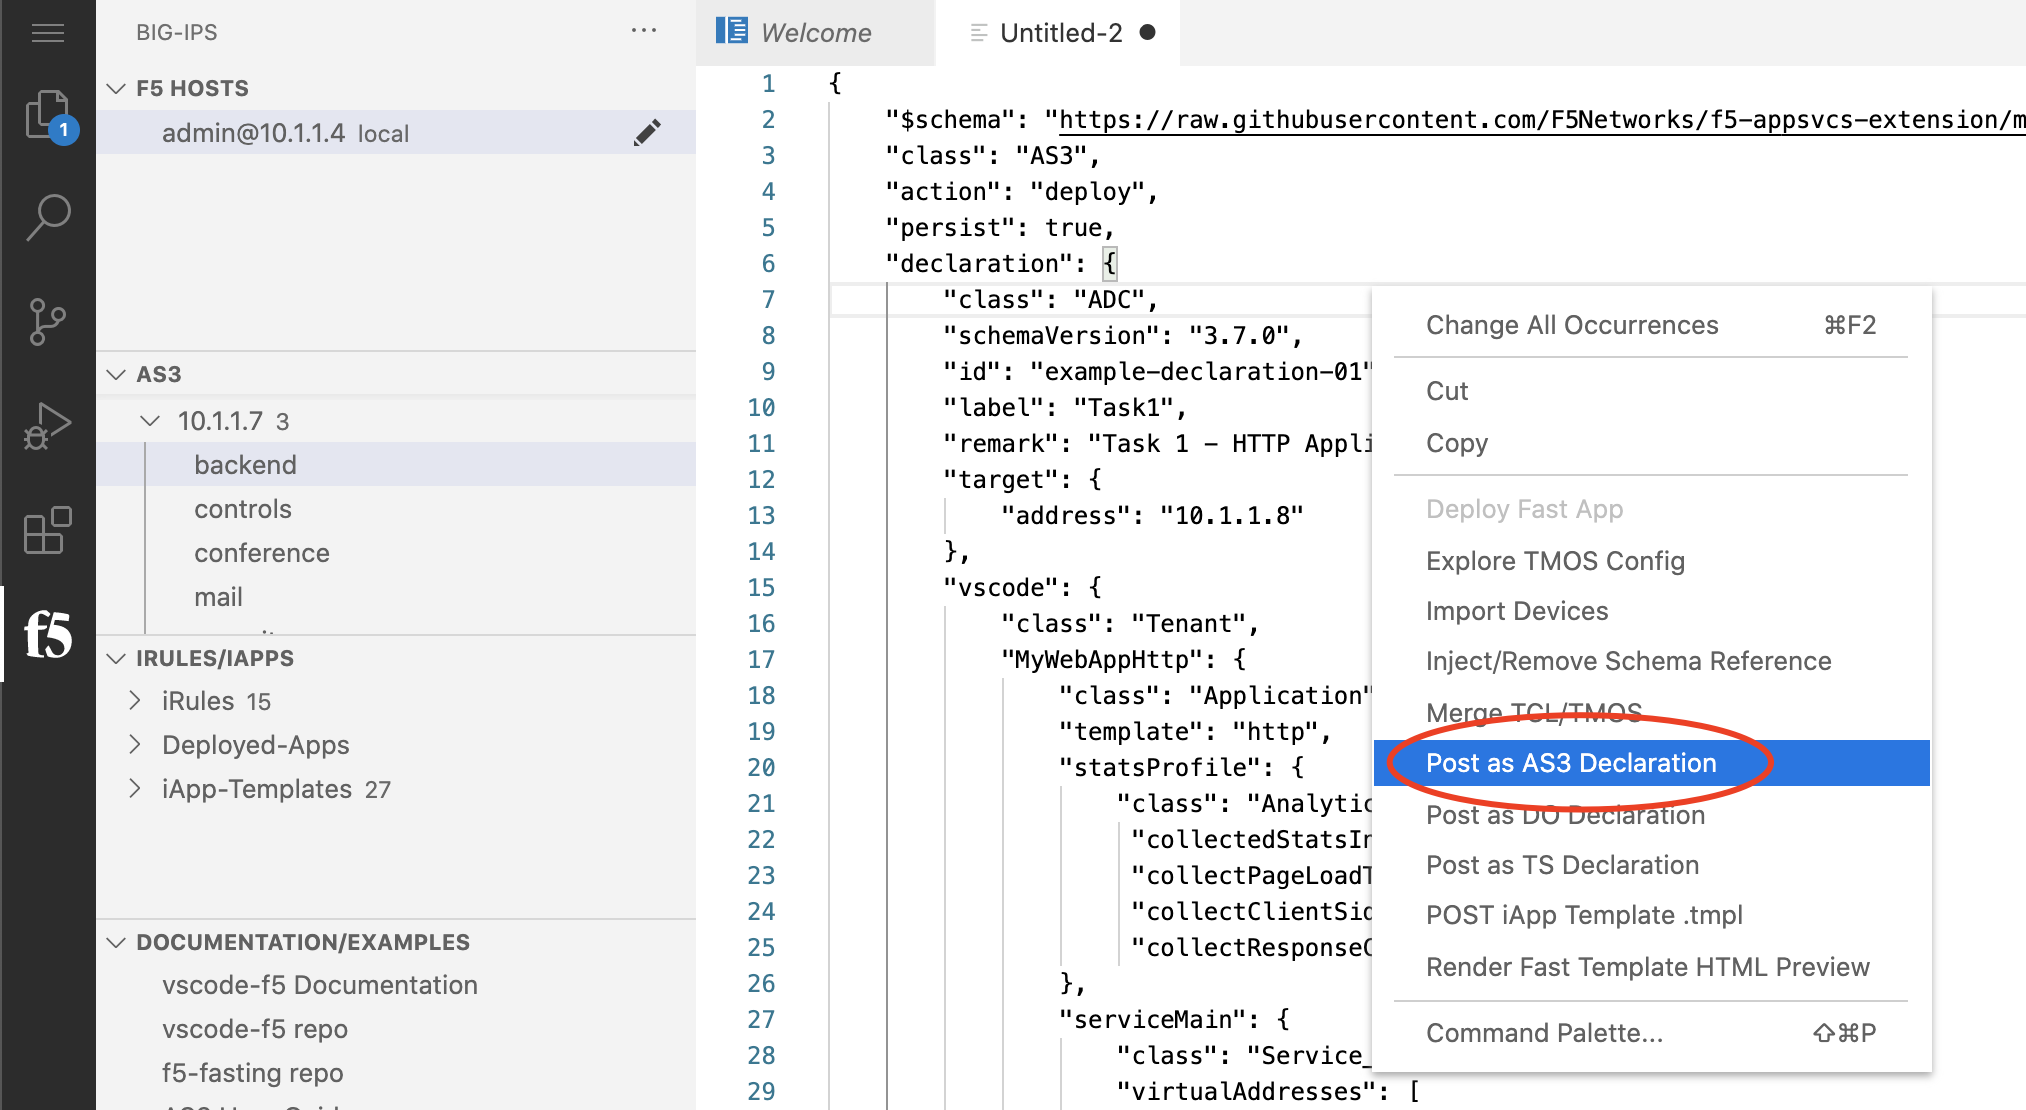 BIG-IPS
F5 HOSTS
admin@10.1.1.4 local
AS3
10.1.1.7 3
backend
controls
conference
mail
IRULES/IAPPS
iRules 15
Deployed-Apps
iApp-Templates 27
DOCUMENTATION/EXAMPLES
vscode-f5 Documentation
vscode-f5 repo
f5-fasting repo
1
f5
Welcome
Untitled-2
1 {
2 "$schema": "https://raw.githubusercontent.com/F5Networks/f5-appsvcs-extension/m
3 "class": "AS3",
4 "action": "deploy",
5 "persist": true,
6 "declaration": {
7 "class": "ADC",
8 "schemaVersion": "3.7.0",
9 "id": "example-declaration-01"
10 "label": "Task1",
11 "remark": "Task 1 - HTTP Appli
12 "target": {
13 "address": "10.1.1.8"
14 },
15 "vscode": {
16 "class": "Tenant",
17 "MyWebAppHttp": {
18 "class": "Application"
19 "template": "http",
20 "statsProfile": {
21 "class": "Analytic
22 "collectedStatsIn
23 "collectPageLoadT
24 "collectClientSid
25 "collectResponseC
26 },
27 "serviceMain": {
28 "class": "Service_
29 "virtualAddresses": [
Change All Occurrences ⌘F2
Cut
Copy
Deploy Fast App
Explore TMOS Config
Import Devices
Inject/Remove Schema Reference
Merge TCL/TMOS
Post as AS3 Declaration
Post as DO Declaration
Post as TS Declaration
POST iApp Template .tmpl
Render Fast Template HTML Preview
Command Palette... ⇧⌘P